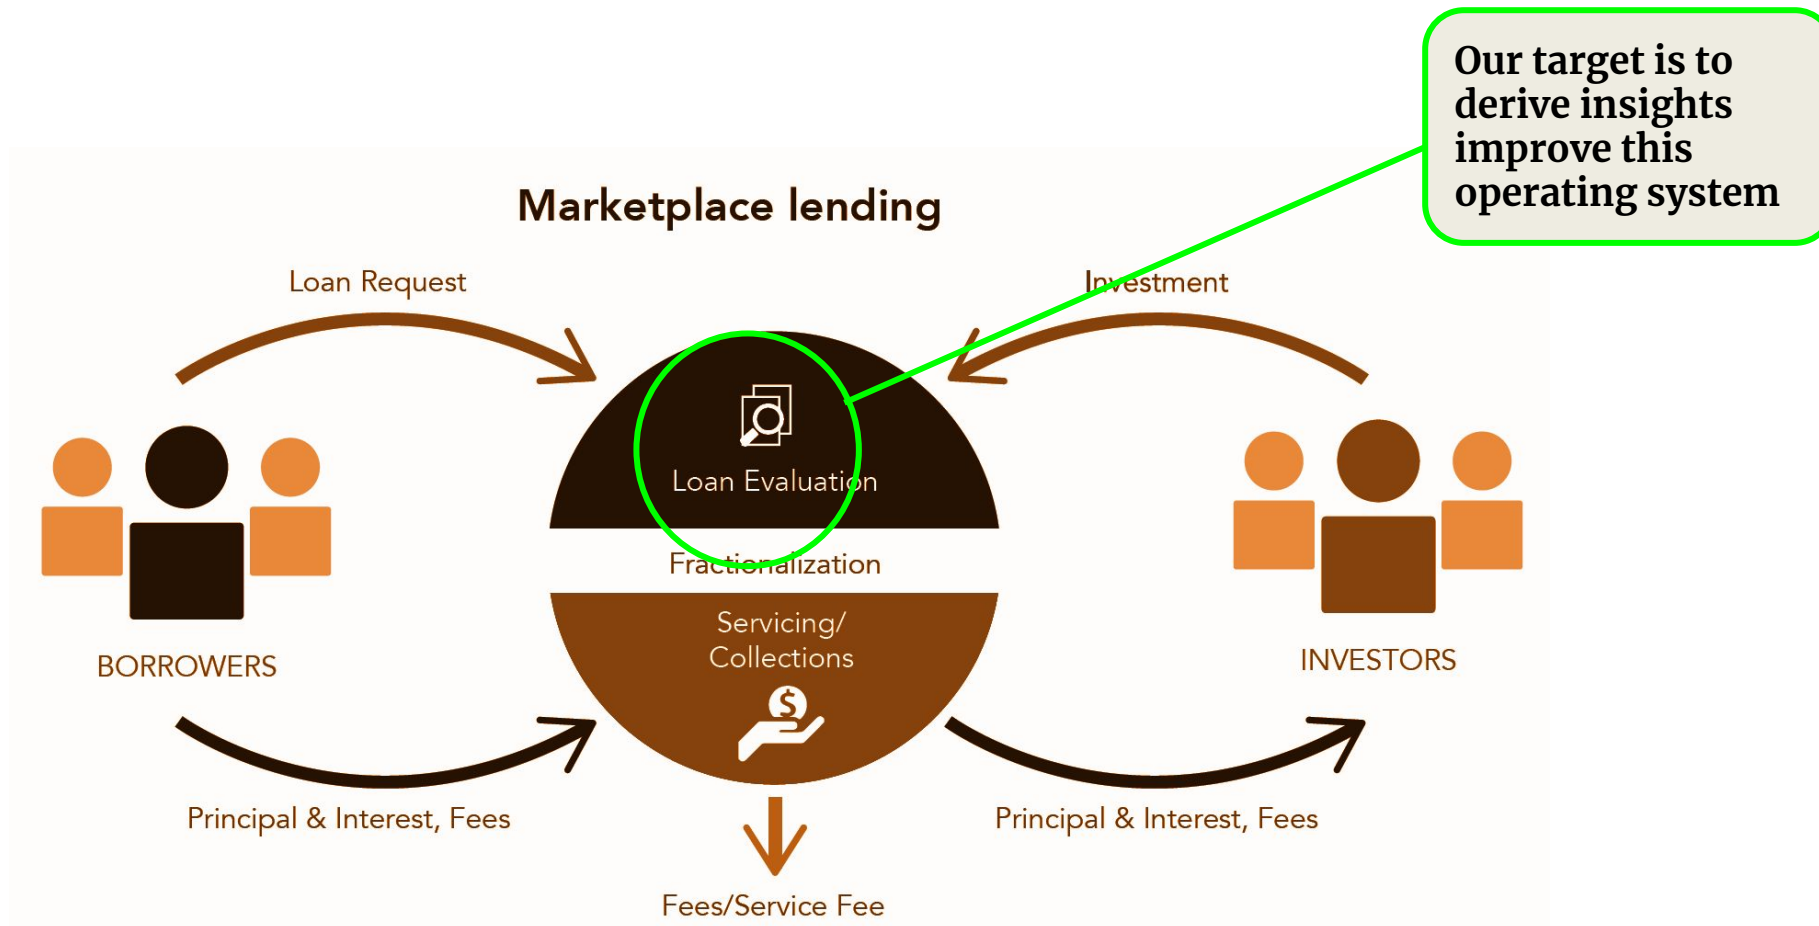 Our target is to
derive insights
improve this
operating system
Marketplace lending
Loan Request
Investment
Loan Evaluation
Fractionalization
Servicing/
Collections
$
BORROWERS
INVESTORS
Principal & Interest, Fees
Principal & Interest, Fees
Fees/Service Fee